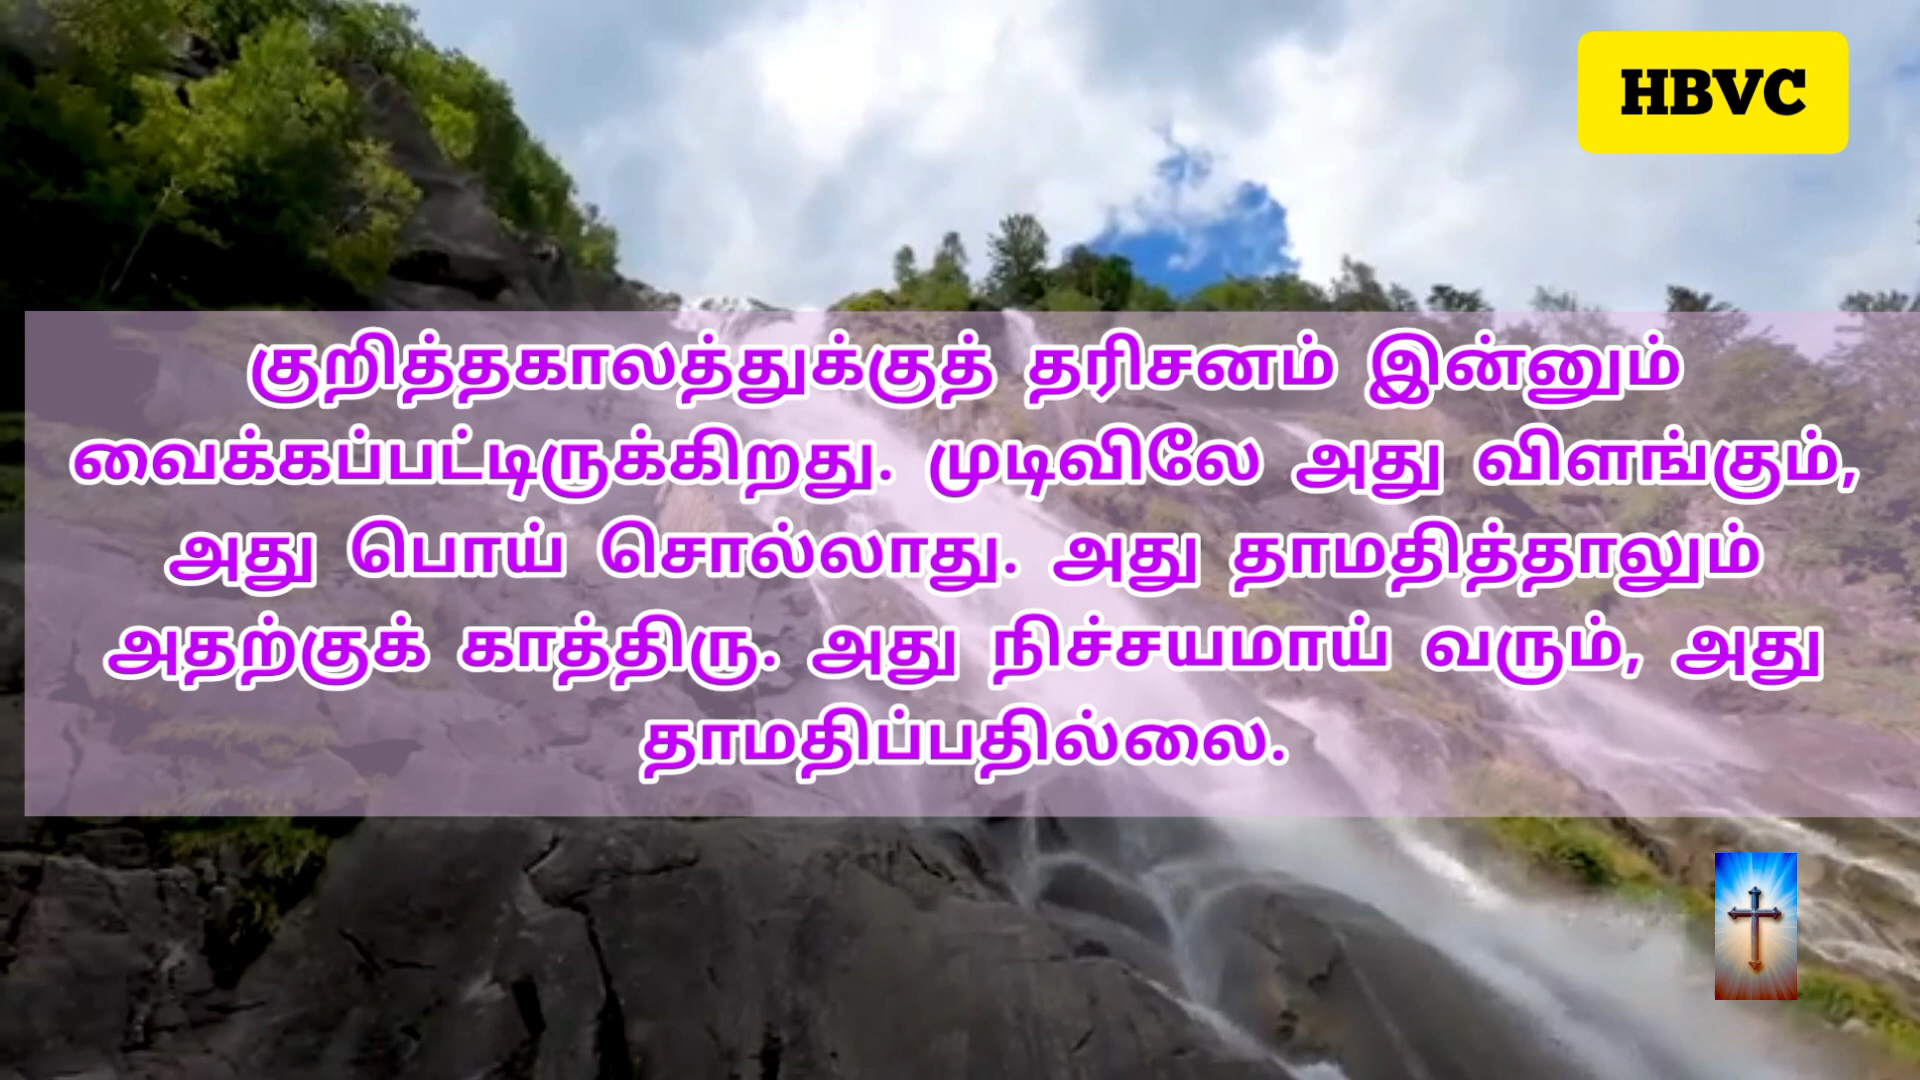 HBVC
குறித்தகாலத்துக்குத் தரிசனம் இன்னும்
வைக்கப்பட்டிருக்கிறது. முடிவிலே அது விளங்கும்,
அது பொய் சொல்லாது. அது தாமதித்தாலும்
அதற்குக் காத்திரு. அது நிச்சயமாய் வரும், அது
தாமதிப்பதில்லை.